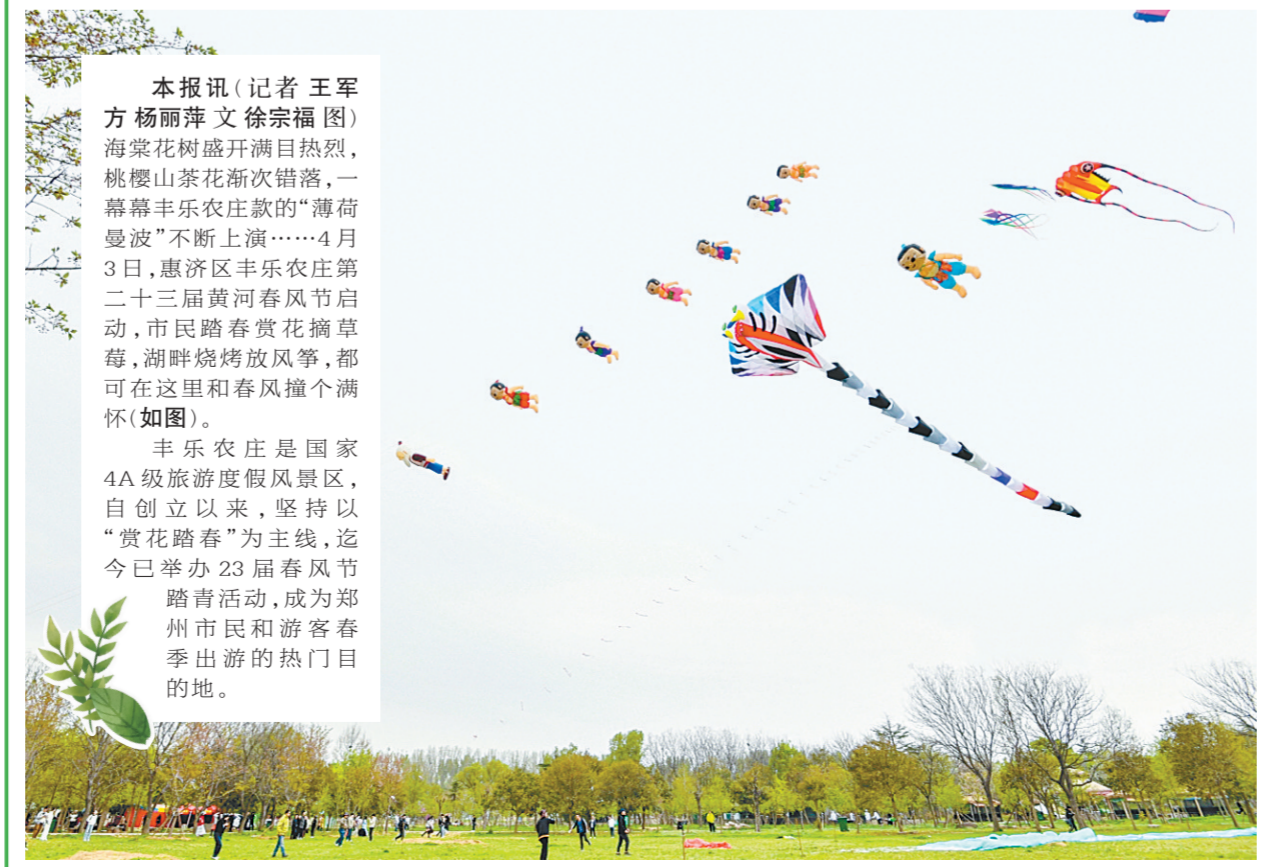 本报讯(记者 王军
方 杨丽萍 文 徐宗福 图)
海棠花树盛开满目热烈,
桃樱山茶花渐次错落,一
幕幕丰乐农庄款的“薄荷
曼波”不断上演……4月
3日,惠济区丰乐农庄第
二十三届黄河春风节启
动,市民踏春赏花摘草
莓,湖畔烧烤放风筝,都
可在这里和春风撞个满
怀(如图)。
丰乐农庄是国家
4A级旅游度假风景区,
自创立以来,坚持以
“赏花踏春”为主线,迄
今已举办23届春风节
踏青活动,成为郑
州市民和游客春
季出游的热门目
的地。